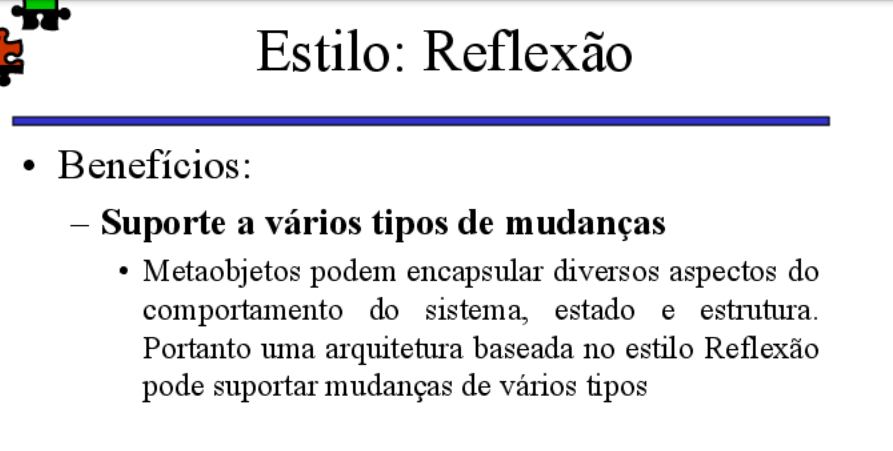 Estilo: Reflexão
• Benefícios:
– Suporte a vários tipos de mudanças
• Metaobjetos podem encapsular diversos aspectos do
comportamento do sistema, estado e estrutura.
Portanto uma arquitetura baseada no estilo Reflexão
pode suportar mudanças de vários tipos